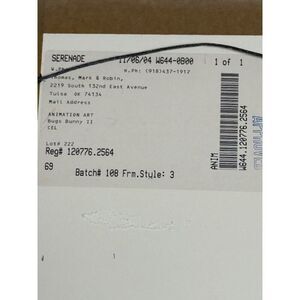 SERENADE 11/06/04 W644-0B00 1 of 1
H.Ph: (918)437-1917
Thomas, Mark & Robin,
2219 South 132nd East Avenue
Tulsa OK 74134
Mail Address
ANIMATION ART
Bugs Bunny II
CEL
Lot# 222
Reg# 120776.2564
69 Batch# 108 Frm.Style: 3
ANIM
W644.120776.2564